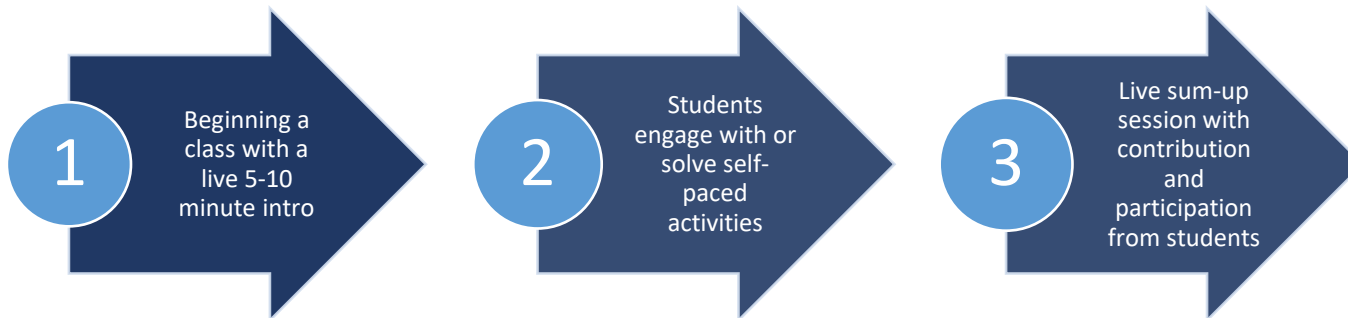 1
Beginning a
class with a
live 5-10
minute intro
2
Students
engage with or
solve self-
paced
activities
3
Live sum-up
session with
contribution
and
participation
from students